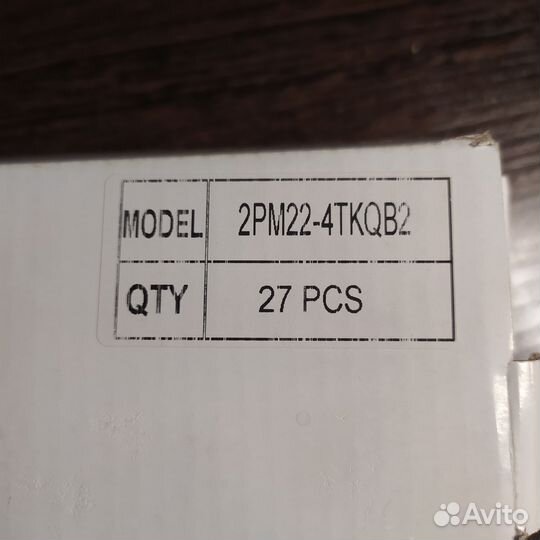 MODEL 2PM22-4TKQB2
QTY 27 PCS
Avito